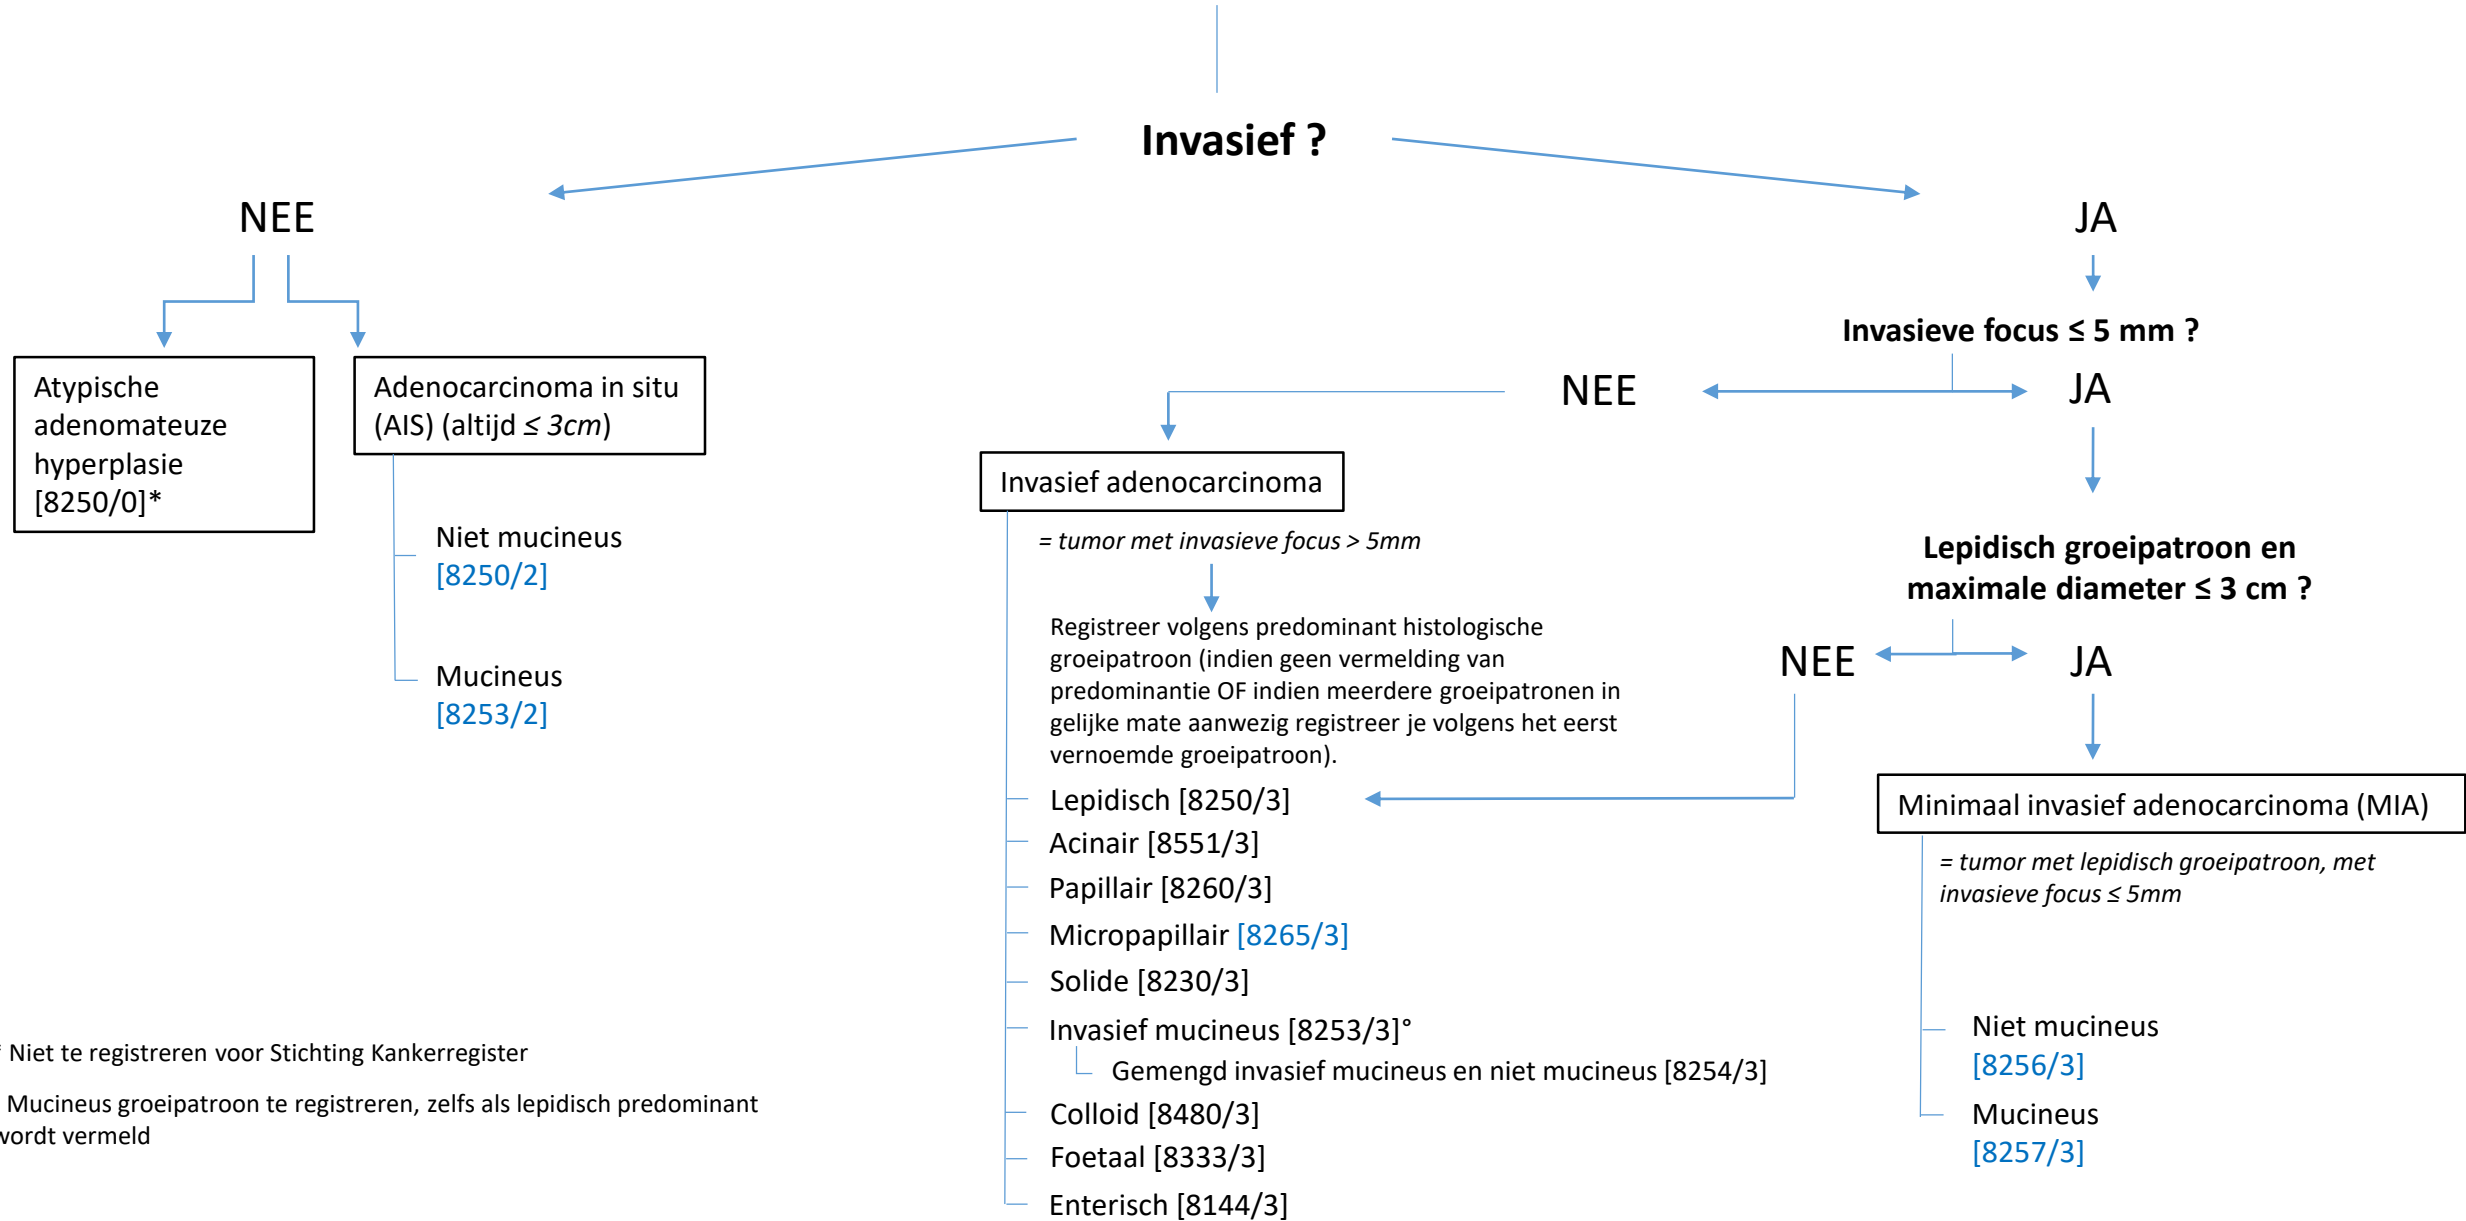 Invasief ?
NEE
JA
Atypische
adenomateuze
hyperplasie
[8250/0]*
Adenocarcinoma in situ
(AIS) (altijd ≤ 3cm)
Niet mucineus
[8250/2]
Mucineus
[8253/2]
Invasieve focus ≤ 5 mm ?
NEE
JA
Invasief adenocarcinoma
= tumor met invasieve focus > 5mm
Registreer volgens predominant histologische
groeipatroon (indien geen vermelding van
predominantie OF indien meerdere groeipatronen in
gelijke mate aanwezig registreer je volgens het eerst
vernoemde groeipatroon).
Lepidisch [8250/3]
Acinair [8551/3]
Papillair [8260/3]
Micropapillair [8265/3]
Solide [8230/3]
Invasief mucineus [8253/3]°
Gemengd invasief mucineus en niet mucineus [8254/3]
Colloid [8480/3]
Foetaal [8333/3]
Enterisch [8144/3]
Lepidisch groeipatroon en
maximale diameter ≤ 3 cm ?
NEE
JA
Minimaal invasief adenocarcinoma (MIA)
= tumor met lepidisch groeipatroon, met
invasieve focus ≤ 5mm
Niet mucineus
[8256/3]
Mucineus
[8257/3]
* Niet te registreren voor Stichting Kankerregister
Mucineus groeipatroon te registreren, zelfs als lepidisch predominant
wordt vermeld